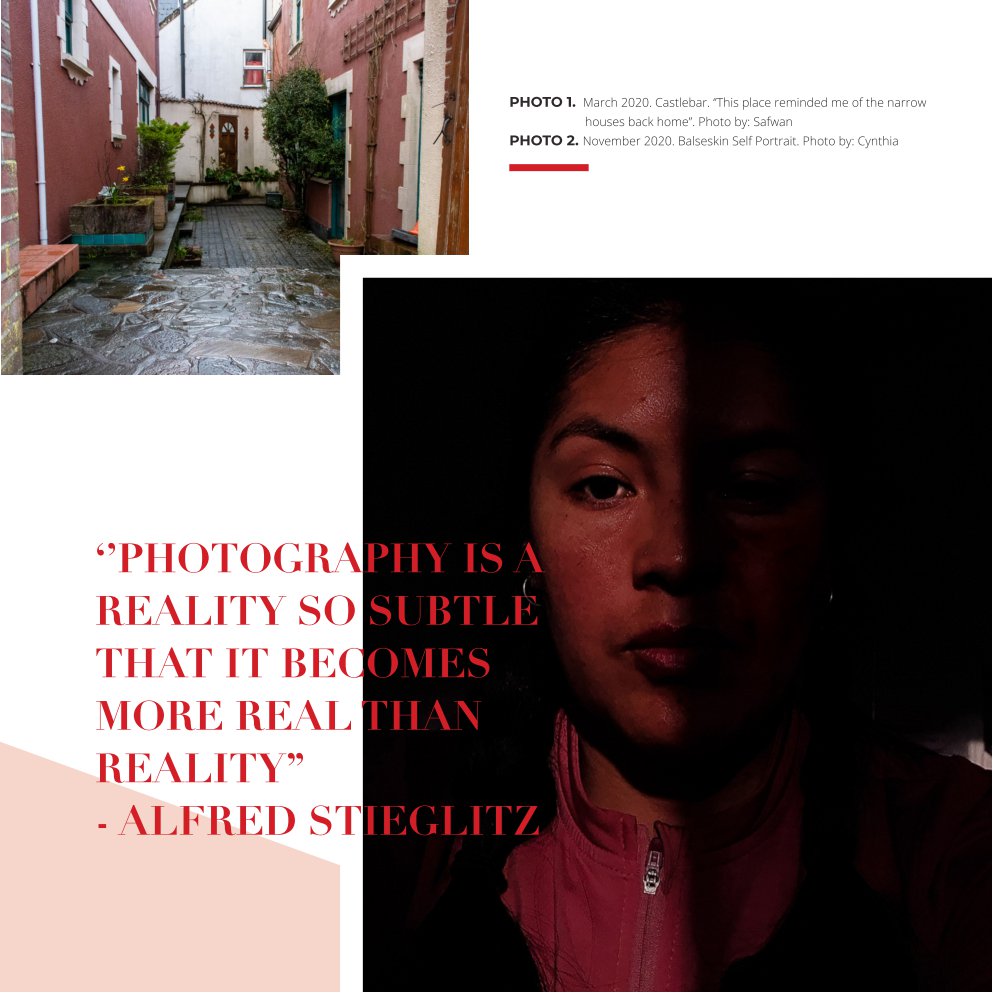 PHOTO 1. March 2020. Castlebar. “This place reminded me of the narrow
houses back home”. Photo by: Safwan
PHOTO 2. November 2020. Balseskin Self Portrait. Photo by: Cynthia
‘’PHOTOGRAPHY IS A
REALITY SO SUBTLE
THAT IT BECOMES
MORE REAL THAN
REALITY”
- ALFRED STIEGLITZ